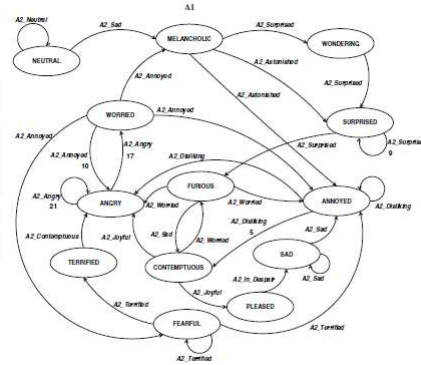 A1
A2_Neutral
A2_Sad
MELANCHOLIC
A2_Surprised
WONDERING
NEUTRAL
A2_Astonished
A2_Annoyed
A2_Surprised
A2_Astonished
WORRIED
A2_Annoyed
SURPRISED
A2_Annoyed
A2_Angry
17
A2_Annoyed
10
A2_Surprised
A2_Surprise
9
A2_Disliking
A2_Angry
21
ANGRY
A2_Worried
FURIOUS
A2_Worried
ANNOYED
A2_Disliking
A2_Disliking
5
A2_Contemptuous
A2_Joyful
A2_Sad
A2_Worried
A2_Sad
TERRIFIED
CONTEMPTUOUS
SAD
A2_In_Despair
A2_Sad
A2_Joyful
PLEASED
A2_Terrified
FEARFUL
A2_Terrified
A2_Terrified